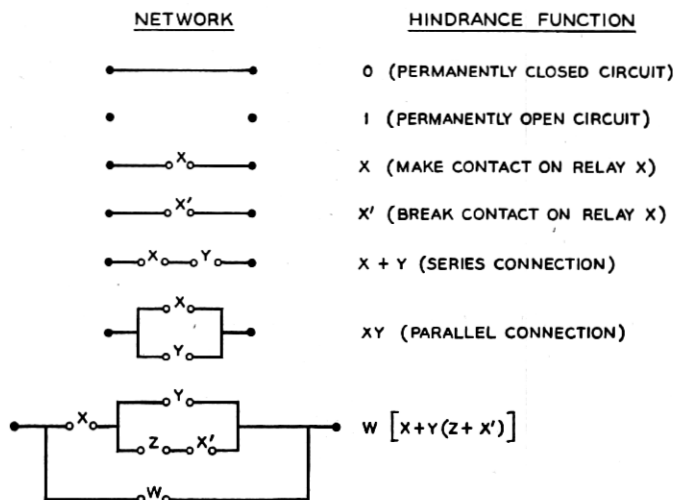 NETWORK HINDRANCE FUNCTION
0 (PERMANENTLY CLOSED CIRCUIT)
1 (PERMANENTLY OPEN CIRCUIT)
X X (MAKE CONTACT ON RELAY X)
X' X' (BREAK CONTACT ON RELAY X)
X Y X + Y (SERIES CONNECTION)
X
Y XY (PARALLEL CONNECTION)
Y
X W [X+Y(Z+X')]
Z X'
W